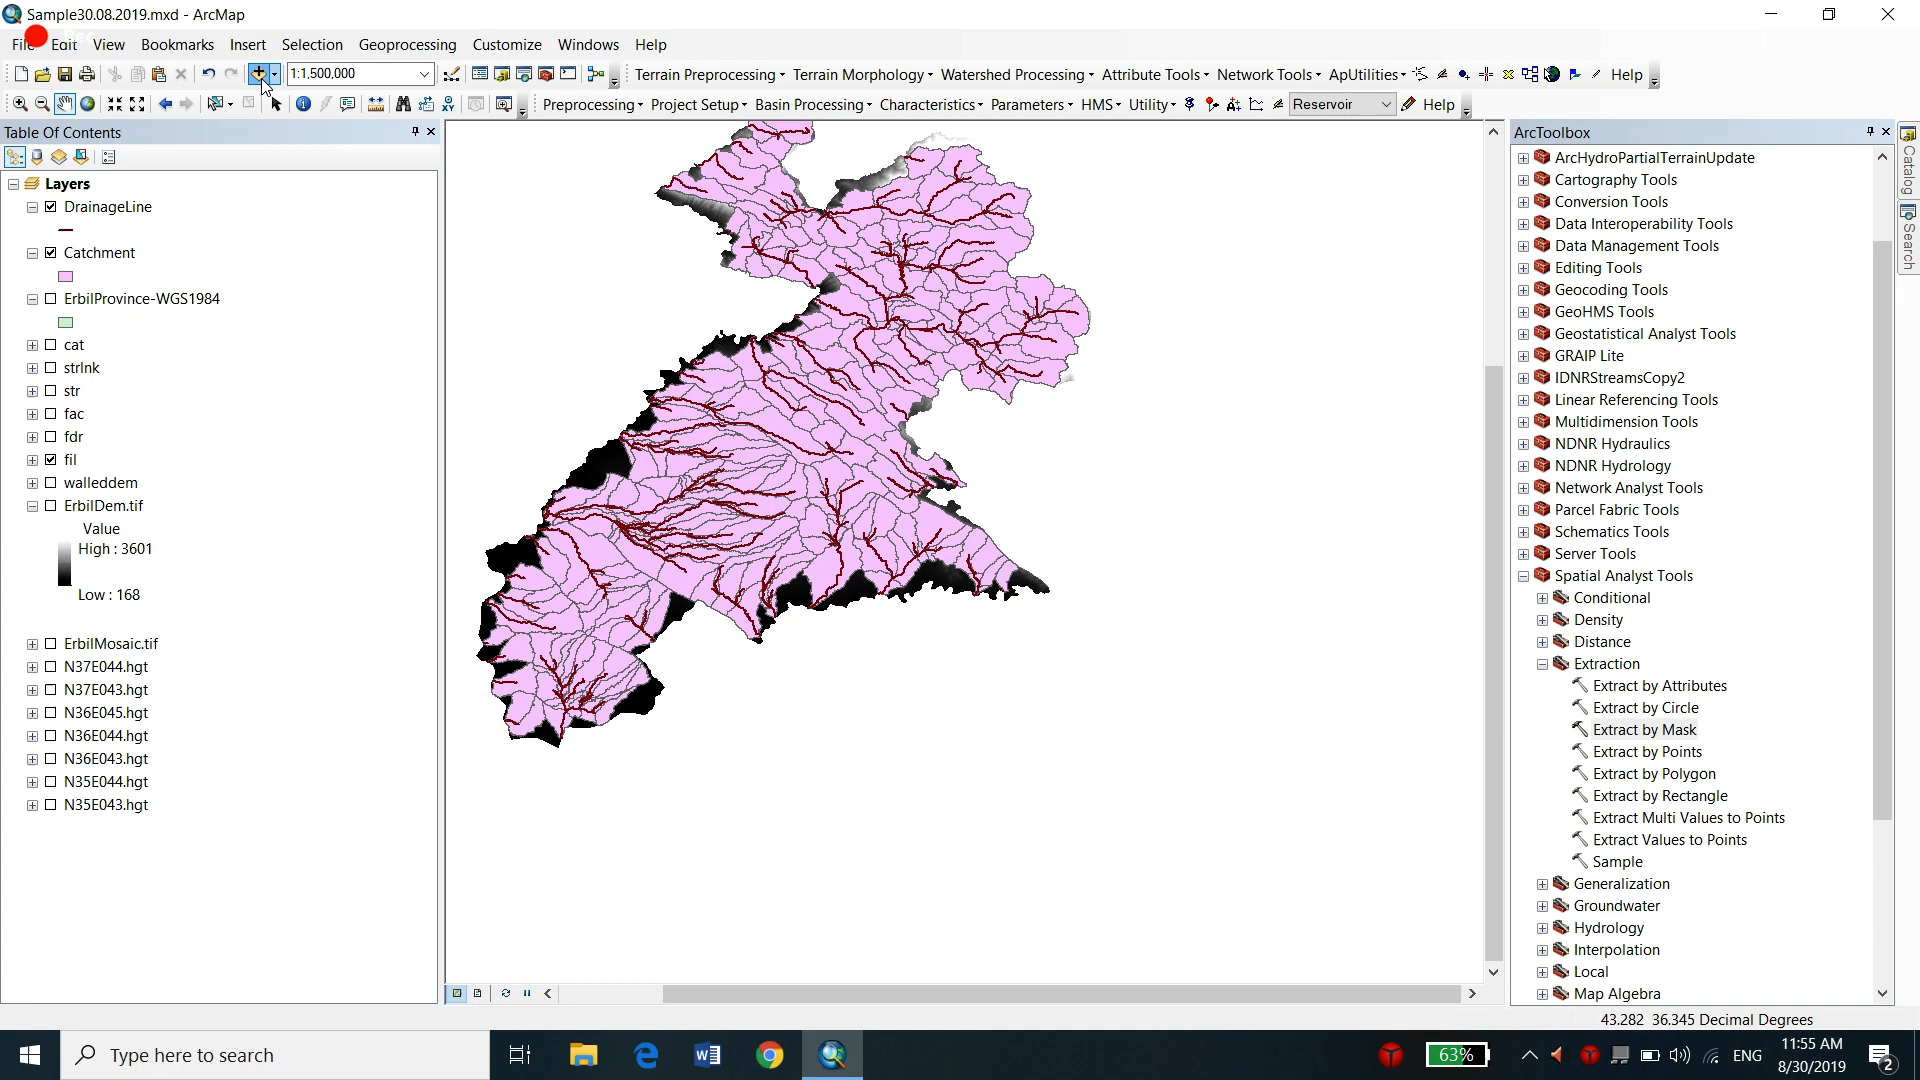 Sample30.08.2019.mxd - ArcMap
Edit View Bookmarks Insert Selection Geoprocessing Customize Windows Help
1:1,500,000 Terrain Preprocessing Terrain Morphology Watershed Processing Attribute Tools Network Tools ApUtilities Help
Preprocessing Project Setup Basin Processing Characteristics Parameters HMS Utility Reservoir Help
Table Of Contents
Layers
DrainageLine
Catchment
ErbilProvince-WGS1984
cat
strlnk
str
fac
fdr
fil
walleddem
ErbilDem.tif
Value
High : 3601
Low : 168
ErbilMosaic.tif
N37E044.hgt
N37E043.hgt
N36E045.hgt
N36E044.hgt
N36E043.hgt
N35E044.hgt
N35E043.hgt
ArcToolbox
ArcHydroPartialTerrainUpdate
Cartography Tools
Conversion Tools
Data Interoperability Tools
Data Management Tools
Editing Tools
Geocoding Tools
GeoHMS Tools
Geostatistical Analyst Tools
GRAIP Lite
IDNRStreamsCopy2
Linear Referencing Tools
Multidimension Tools
NDNR Hydraulics
NDNR Hydrology
Network Analyst Tools
Parcel Fabric Tools
Schematics Tools
Server Tools
Spatial Analyst Tools
Conditional
Density
Distance
Extraction
Extract by Attributes
Extract by Circle
Extract by Mask
Extract by Points
Extract by Polygon
Extract by Rectangle
Extract Multi Values to Points
Extract Values to Points
Sample
Generalization
Groundwater
Hydrology
Interpolation
Local
Map Algebra
Catalog
Search
43.282 36.345 Decimal Degrees
Type here to search
63%
ENG
11:55 AM
8/30/2019
2